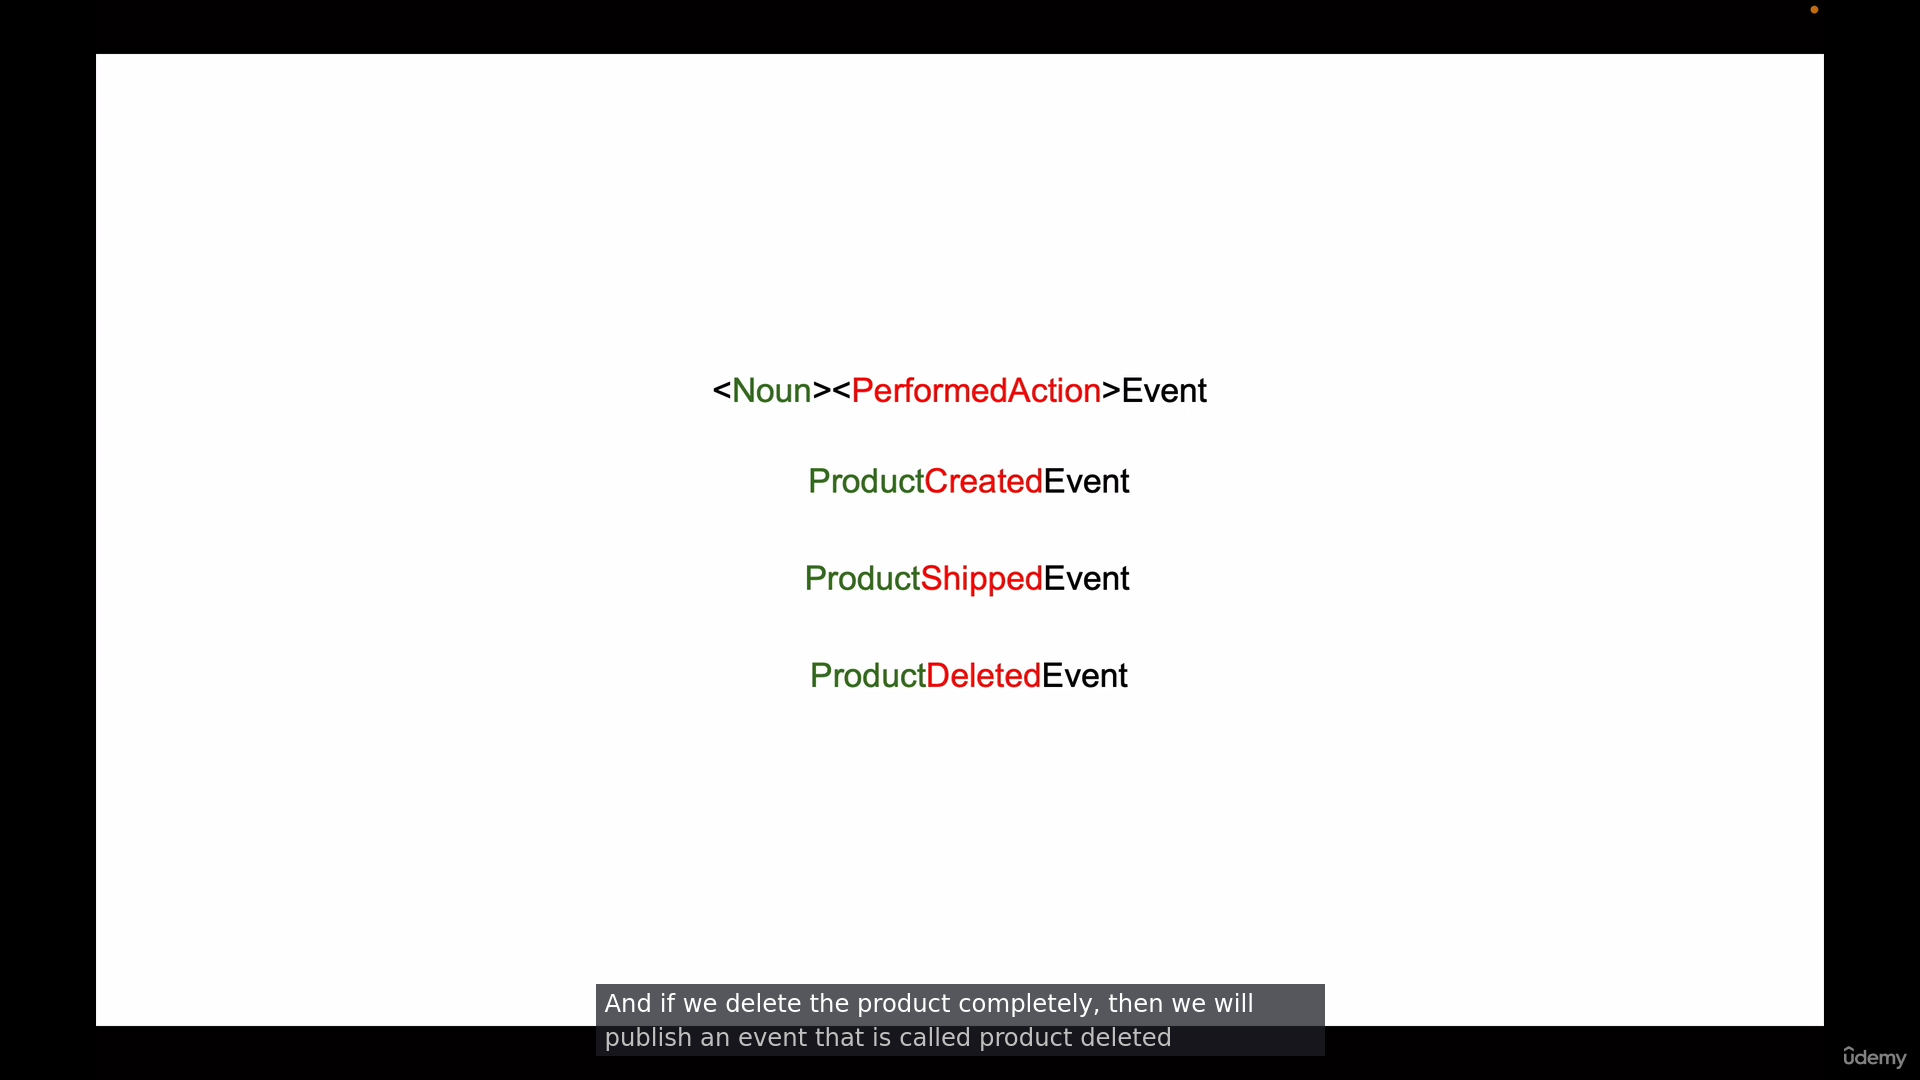 <Noun><PerformedAction>Event
ProductCreatedEvent
ProductShippedEvent
ProductDeletedEvent
And if we delete the product completely, then we will
publish an event that is called product deleted
ûdemy